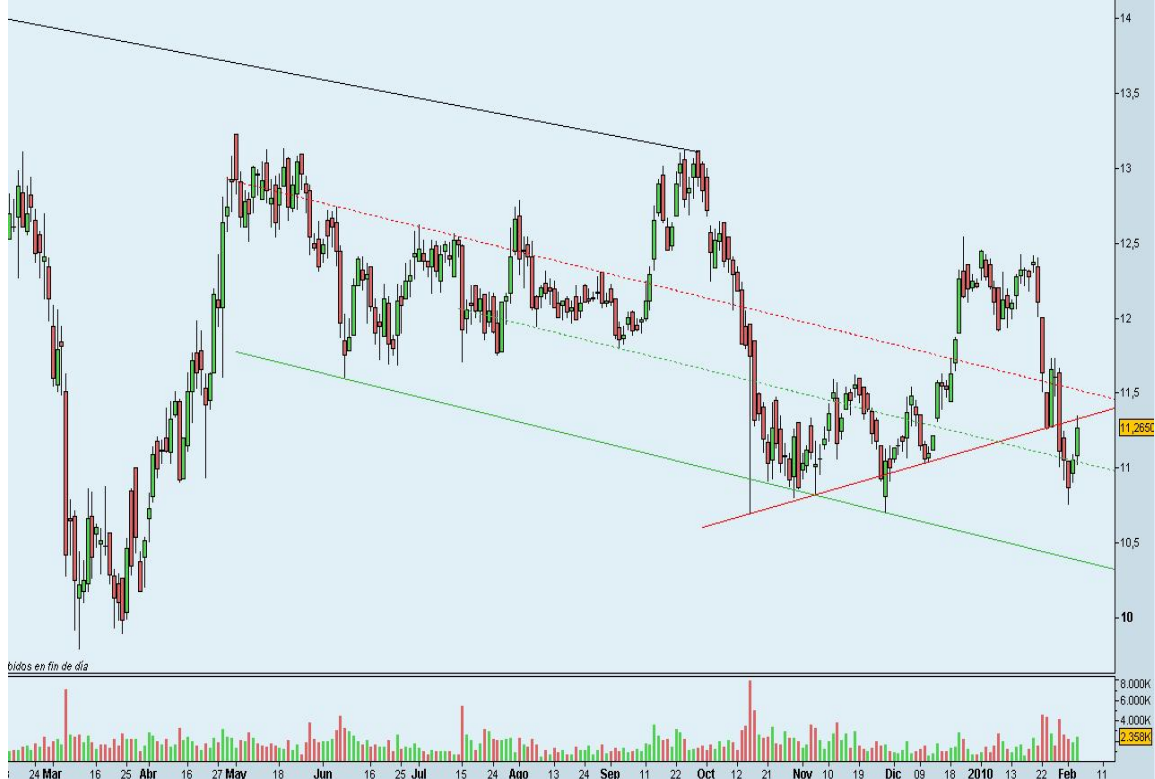 14
13,5
13
12,5
12
11,5
11,2650
11
10,5
10
bidos en fin de día
8.000K
6.000K
4.000K
2.358K
24 Mar 16 25 Abr 16 27 May Jun 16 25 Jul 15 24 Ago 13 24 Sep 11 22 Oct 12 21 Nov 10 19 Dic 09 18 2010 13 22 Feb